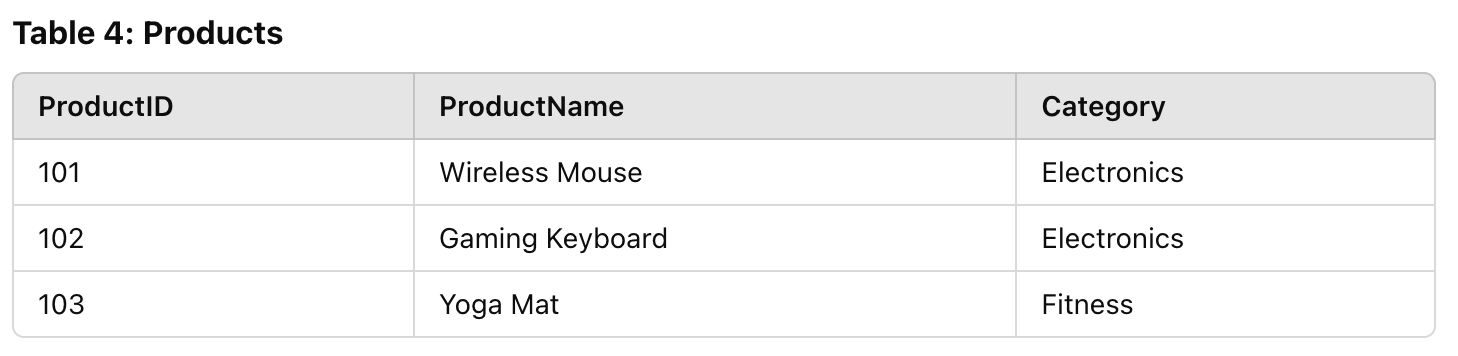 Table 4: Products
ProductID ProductName Category
101 Wireless Mouse Electronics
102 Gaming Keyboard Electronics
103 Yoga Mat Fitness